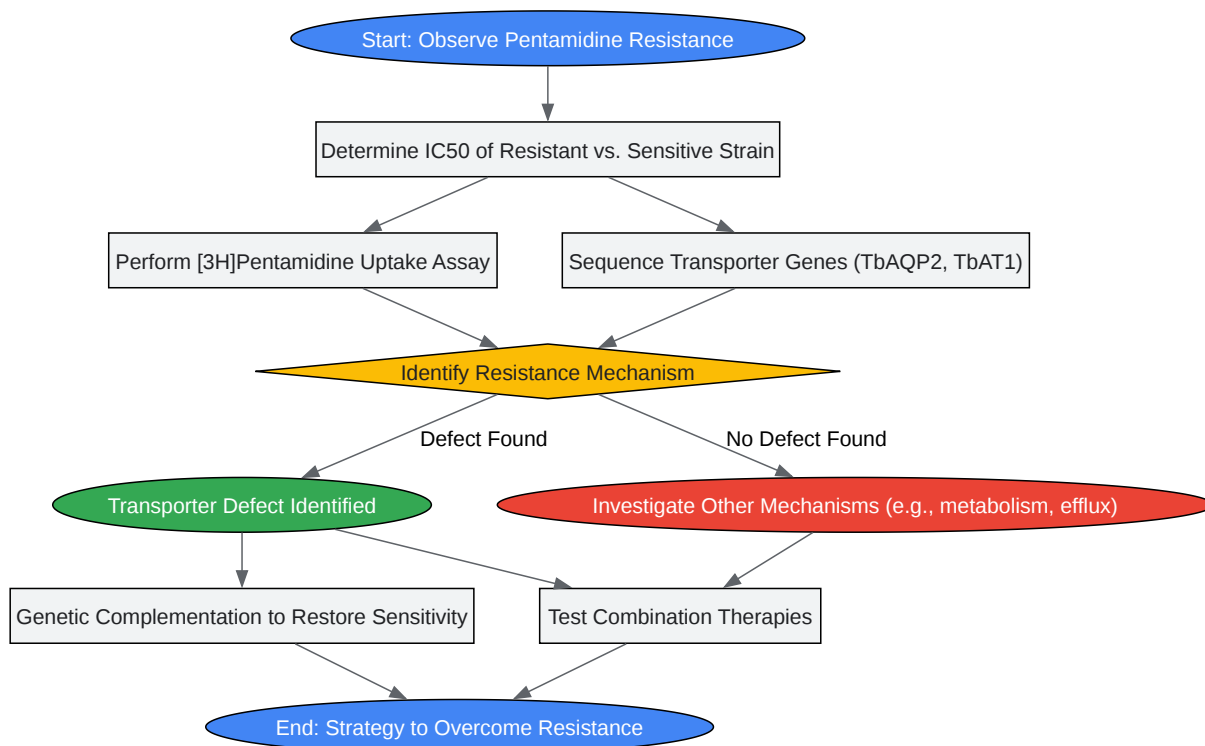 Start: Observe Pentamidine Resistance
Determine IC50 of Resistant vs. Sensitive Strain
Perform [3H]Pentamidine Uptake Assay
Sequence Transporter Genes (TbAQP2, TbAT1)
Identify Resistance Mechanism
Defect Found
No Defect Found
Transporter Defect Identified
Investigate Other Mechanisms (e.g., metabolism, efflux)
Genetic Complementation to Restore Sensitivity
Test Combination Therapies
End: Strategy to Overcome Resistance